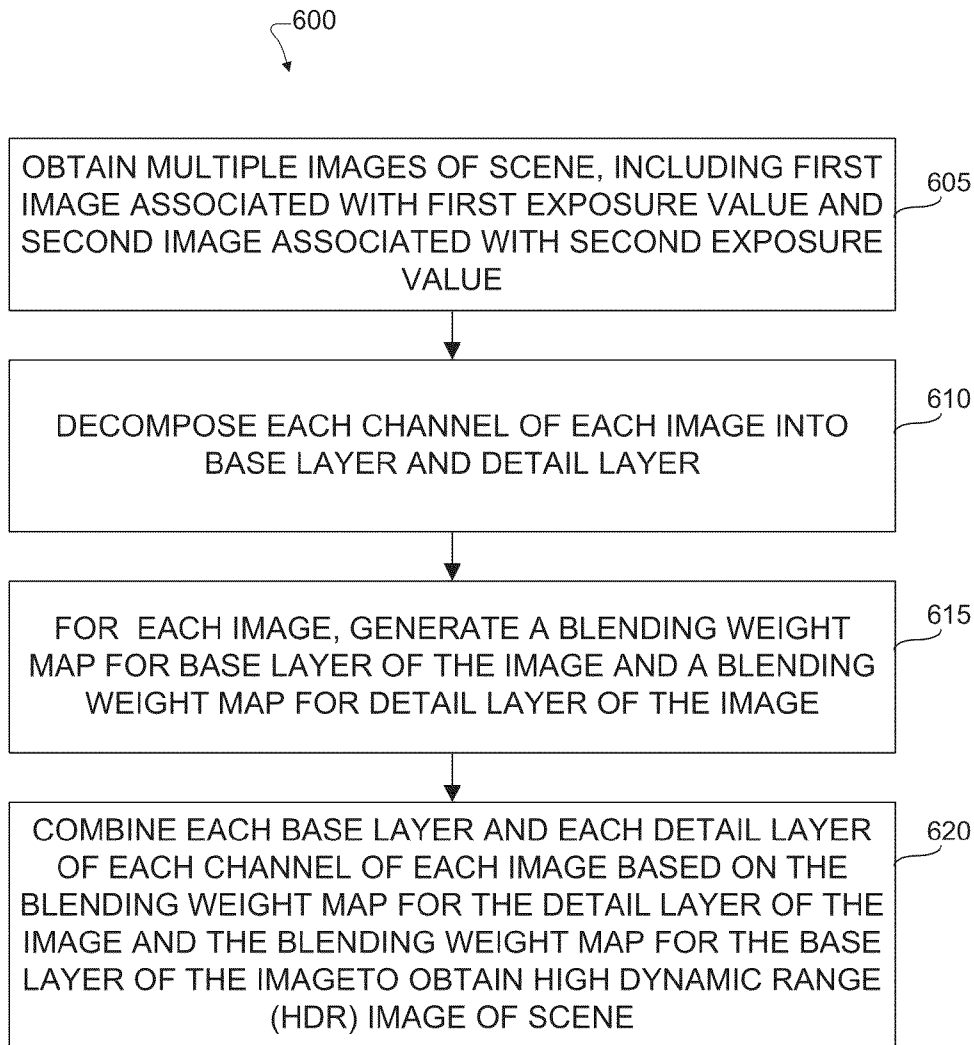 600
OBTAIN MULTIPLE IMAGES OF SCENE, INCLUDING FIRST
IMAGE ASSOCIATED WITH FIRST EXPOSURE VALUE AND
SECOND IMAGE ASSOCIATED WITH SECOND EXPOSURE
VALUE
605
DECOMPOSE EACH CHANNEL OF EACH IMAGE INTO
BASE LAYER AND DETAIL LAYER
610
FOR EACH IMAGE, GENERATE A BLENDING WEIGHT
MAP FOR BASE LAYER OF THE IMAGE AND A BLENDING
WEIGHT MAP FOR DETAIL LAYER OF THE IMAGE
615
COMBINE EACH BASE LAYER AND EACH DETAIL LAYER
OF EACH CHANNEL OF EACH IMAGE BASED ON THE
BLENDING WEIGHT MAP FOR THE DETAIL LAYER OF THE
IMAGE AND THE BLENDING WEIGHT MAP FOR THE BASE
LAYER OF THE IMAGETO OBTAIN HIGH DYNAMIC RANGE
(HDR) IMAGE OF SCENE
620